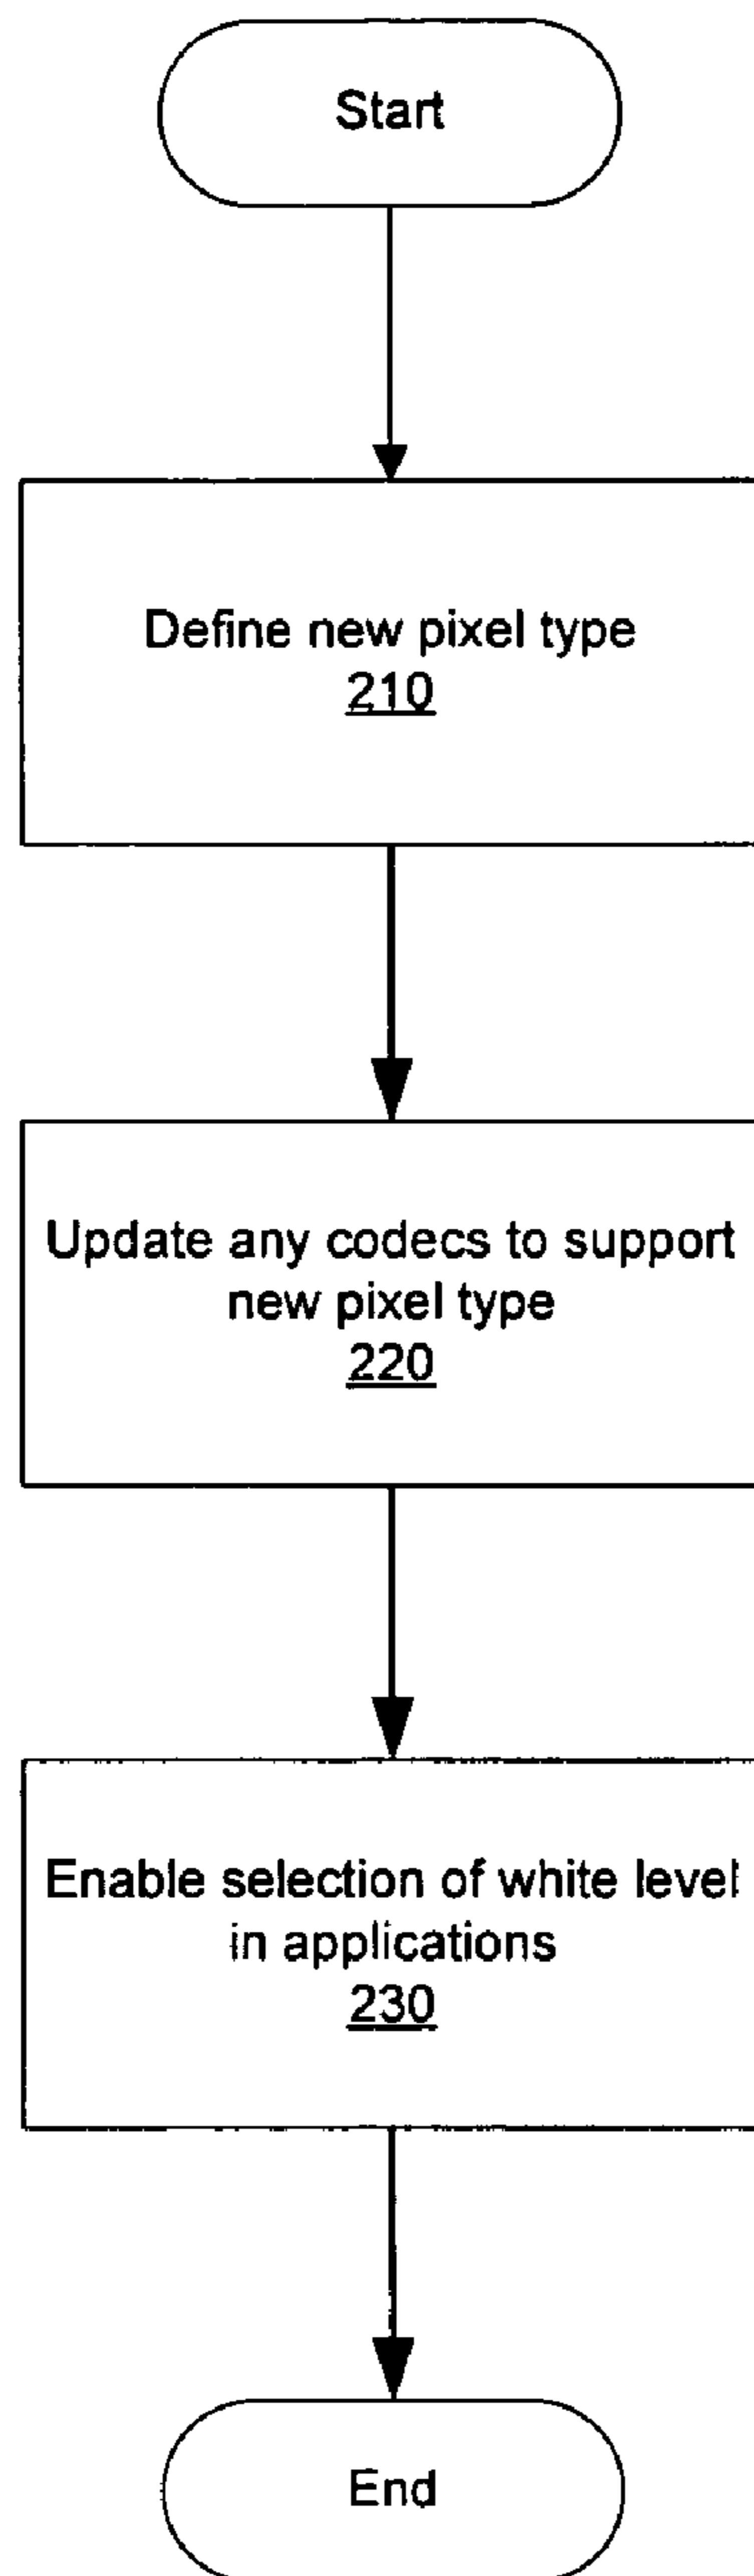 Start
Define new pixel type
210
Update any codecs to support
new pixel type
220
Enable selection of white level
in applications
230
End